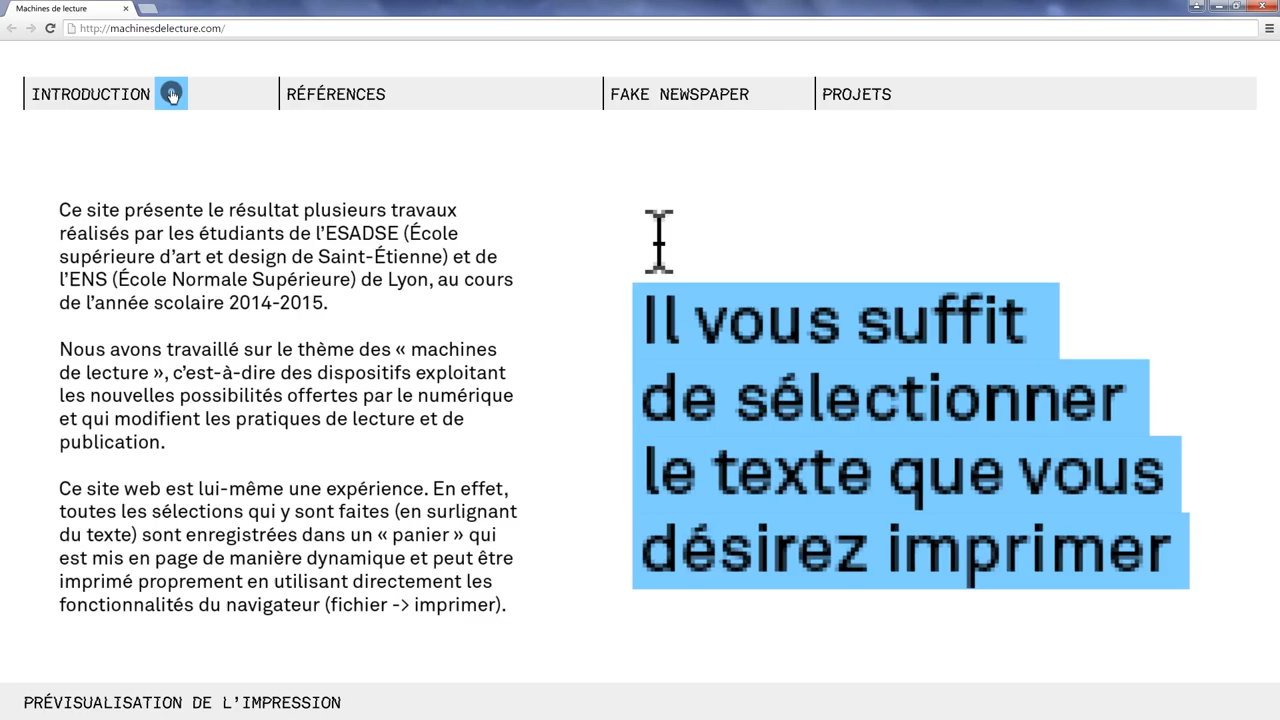 Machines de lecture
http://machinesdelecture.com/
INTRODUCTION
RÉFÉRENCES
FAKE NEWSPAPER
PROJETS
Ce site présente le résultat plusieurs travaux
réalisés par les étudiants de l’ESADSE (École
supérieure d’art et design de Saint-Étienne) et de
l’ENS (École Normale Supérieure) de Lyon, au cours
de l’année scolaire 2014-2015.
Nous avons travaillé sur le thème des « machines
de lecture », c’est-à-dire des dispositifs exploitant
les nouvelles possibilités offertes par le numérique
et qui modifient les pratiques de lecture et de
publication.
Ce site web est lui-même une expérience. En effet,
toutes les sélections qui y sont faites (en surlignant
du texte) sont enregistrées dans un « panier » qui
est mis en page de manière dynamique et peut être
imprimé proprement en utilisant directement les
fonctionnalités du navigateur (fichier -> imprimer).
Il vous suffit
de sélectionner
le texte que vous
désirez imprimer
PRÉVISUALISATION DE L’IMPRESSION